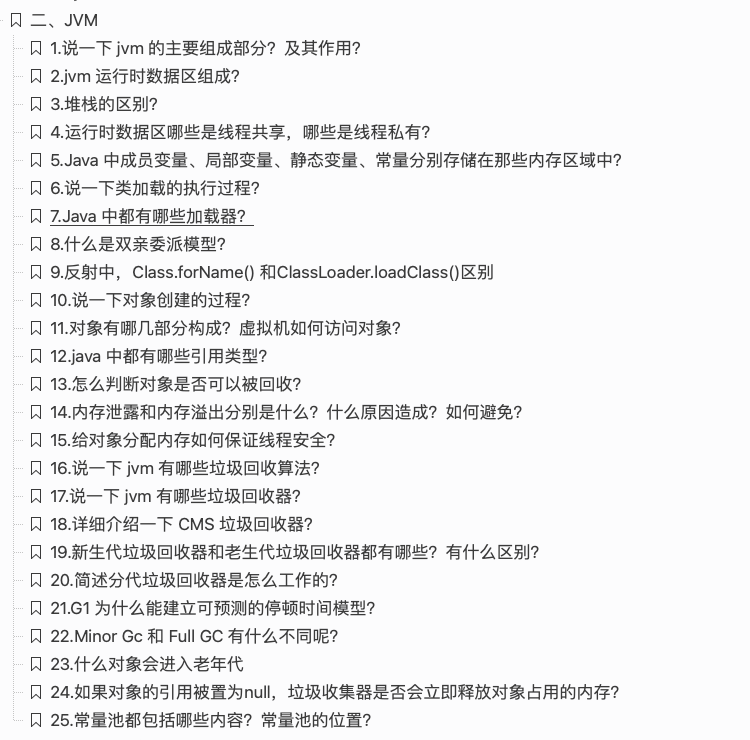 二、JVM
1.说一下 jvm 的主要组成部分？及其作用？
2.jvm 运行时数据区组成？
3.堆栈的区别？
4.运行时数据区哪些是线程共享，哪些是线程私有？
5.Java 中成员变量、局部变量、静态变量、常量分别存储在那些内存区域中？
6.说一下类加载的执行过程？
7.Java 中都有哪些加载器？
8.什么是双亲委派模型？
9.反射中，Class.forName() 和ClassLoader.loadClass()区别
10.说一下对象创建的过程？
11.对象有哪几部分构成？虚拟机如何访问对象？
12.java 中都有哪些引用类型？
13.怎么判断对象是否可以被回收？
14.内存泄露和内存溢出分别是什么？什么原因造成？如何避免？
15.给对象分配内存如何保证线程安全？
16.说一下 jvm 有哪些垃圾回收算法？
17.说一下 jvm 有哪些垃圾回收器？
18.详细介绍一下 CMS 垃圾回收器？
19.新生代垃圾回收器和老生代垃圾回收器都有哪些？有什么区别？
20.简述分代垃圾回收器是怎么工作的？
21.G1 为什么能建立可预测的停顿时间模型？
22.Minor Gc 和 Full GC 有什么不同呢？
23.什么对象会进入老年代
24.如果对象的引用被置为null，垃圾收集器是否会立即释放对象占用的内存？
25.常量池都包括哪些内容？常量池的位置？